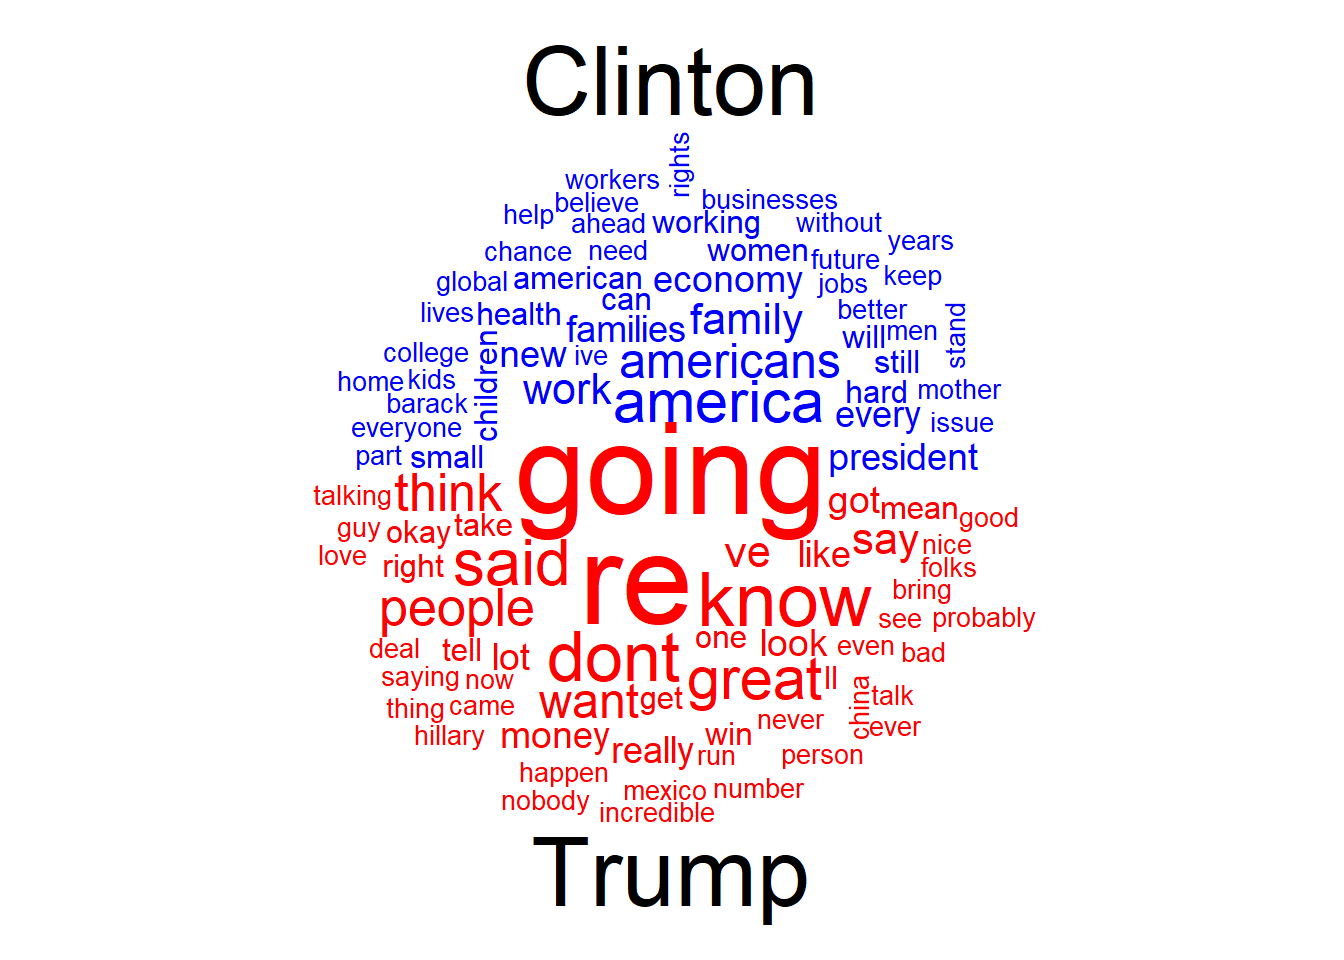 Clinton
rights
workers
believe
businesses
help
ahead
working
without
years
chance
need
women
future
global
american
economy
jobs
keep
can
lives
health
families
family
better
will
men
stand
college
children
new
ive
americans
still
home
kids
work
america
hard
mother
barack
every
issue
everyone
part
small
going
president
talking
think
got
mean
good
guy
okay
take
said
ve
like
say
nice
love
right
re
know
folks
people
bring
see
probably
deal
tell
lot
dont
one
look
even
bad
saying
now
great
ll
china
talk
thing
came
want
get
never
ever
hillary
money
really
win
run
person
happen
nobody
mexico
number
incredible
Trump